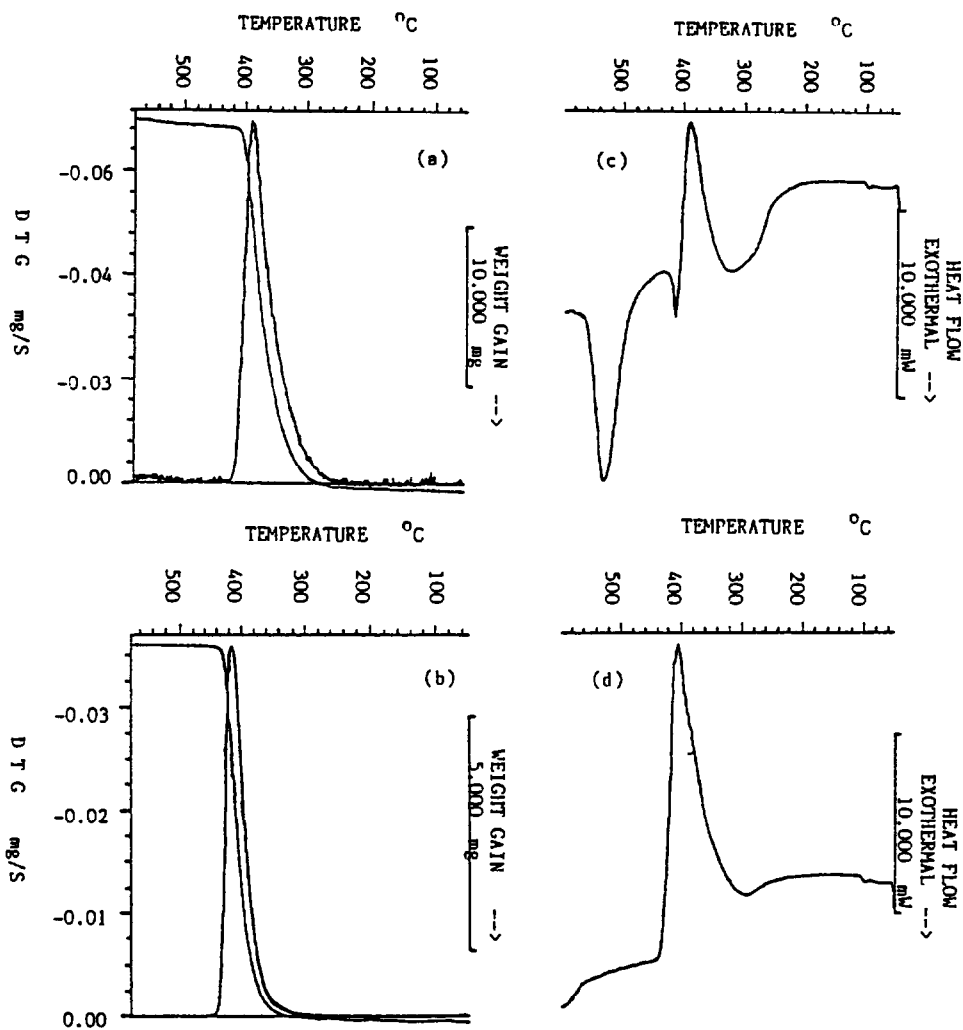 TEMPERATURE °C
500 400 300 200 100
(a)
-0.06
-0.04
-0.03
0.00
D T G mg/S
WEIGHT GAIN -->
10.000 mg
TEMPERATURE °C
500 400 300 200 100
(c)
HEAT FLOW
EXOTHERMAL -->
10.000 mW
TEMPERATURE °C
500 400 300 200 100
(b)
-0.03
-0.02
-0.01
0.00
D T G mg/S
WEIGHT GAIN -->
5.000 mg
TEMPERATURE °C
500 400 300 200 100
(d)
HEAT FLOW
EXOTHERMAL -->
10.000 mW